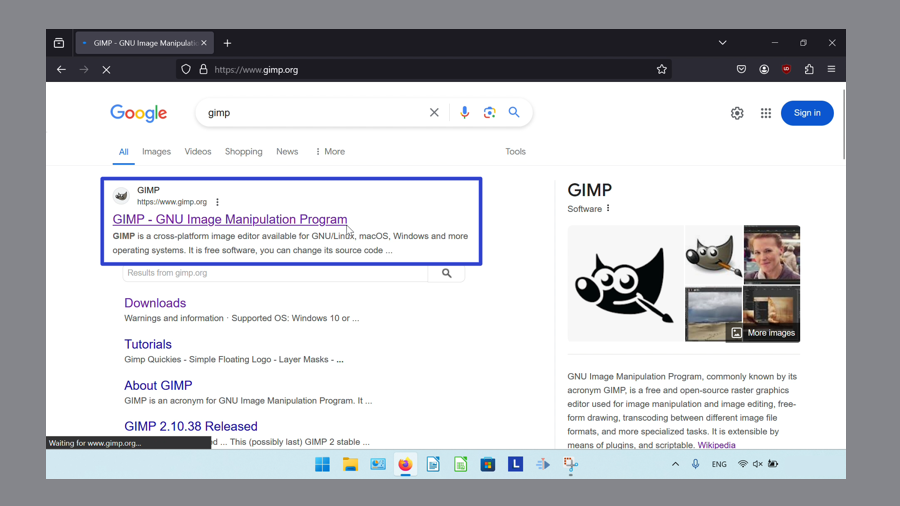 GIMP - GNU Image Manipulatic
https://www.gimp.org
Google
gimp
Sign in
All Images Videos Shopping News More Tools
GIMP
https://www.gimp.org
GIMP - GNU Image Manipulation Program
GIMP is a cross-platform image editor available for GNU/Linux, macOS, Windows and more
operating systems. It is free software, you can change its source code ...
Results from gimp.org
Downloads
Warnings and information · Supported OS: Windows 10 or ...
Tutorials
Gimp Quickies - Simple Floating Logo - Layer Masks - ...
About GIMP
GIMP is an acronym for GNU Image Manipulation Program. It ...
GIMP 2.10.38 Released
ed ... This (possibly last) GIMP 2 stable ...
Waiting for www.gimp.org...
GIMP
Software
More images
GNU Image Manipulation Program, commonly known by its
acronym GIMP, is a free and open-source raster graphics
editor used for image manipulation and image editing, free-
form drawing, transcoding between different image file
formats, and more specialized tasks. It is extensible by
means of plugins, and scriptable. Wikipedia
L
ENG